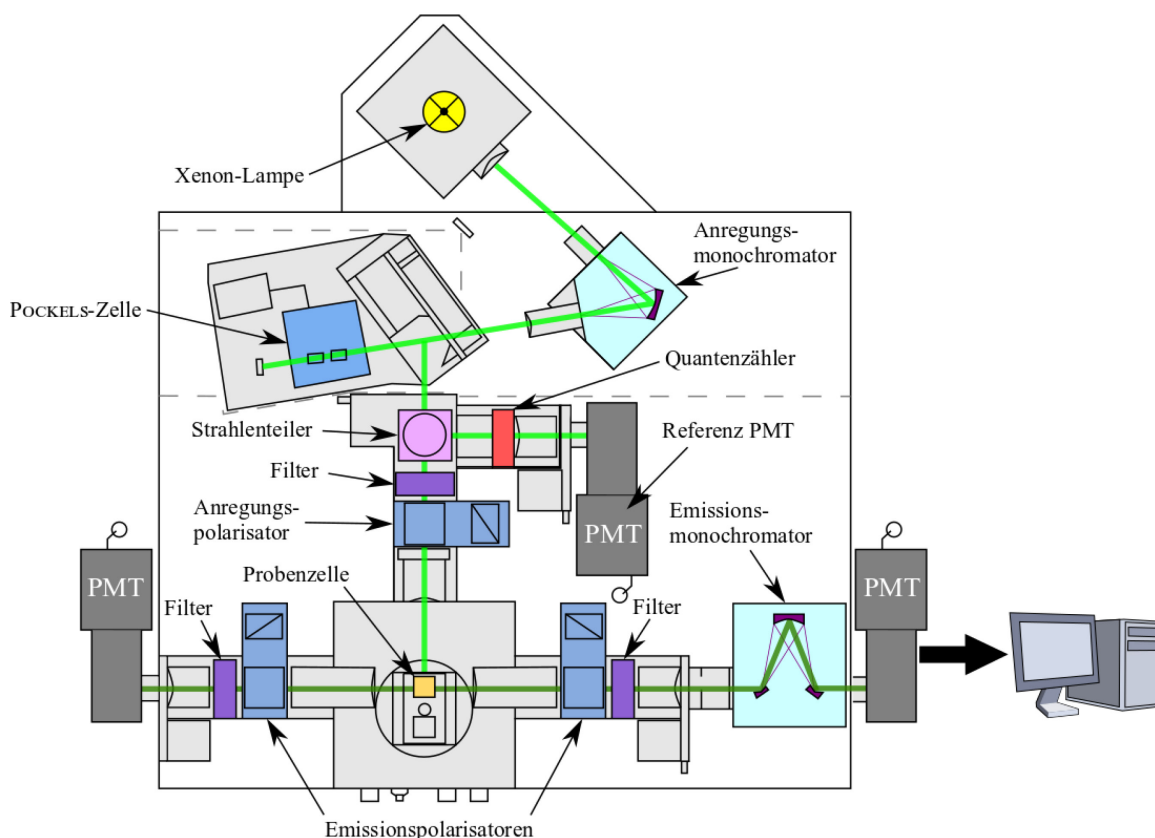 Xenon-Lampe
Anregungs-
monochromator
POCKELS-Zelle
Quantenzähler
Strahlenteiler
Referenz PMT
Filter
Anregungs-
polarisator
PMT
Emissions-
monochromator
PMT
PMT
Probenzelle
Filter
Filter
Emissionspolarisatoren